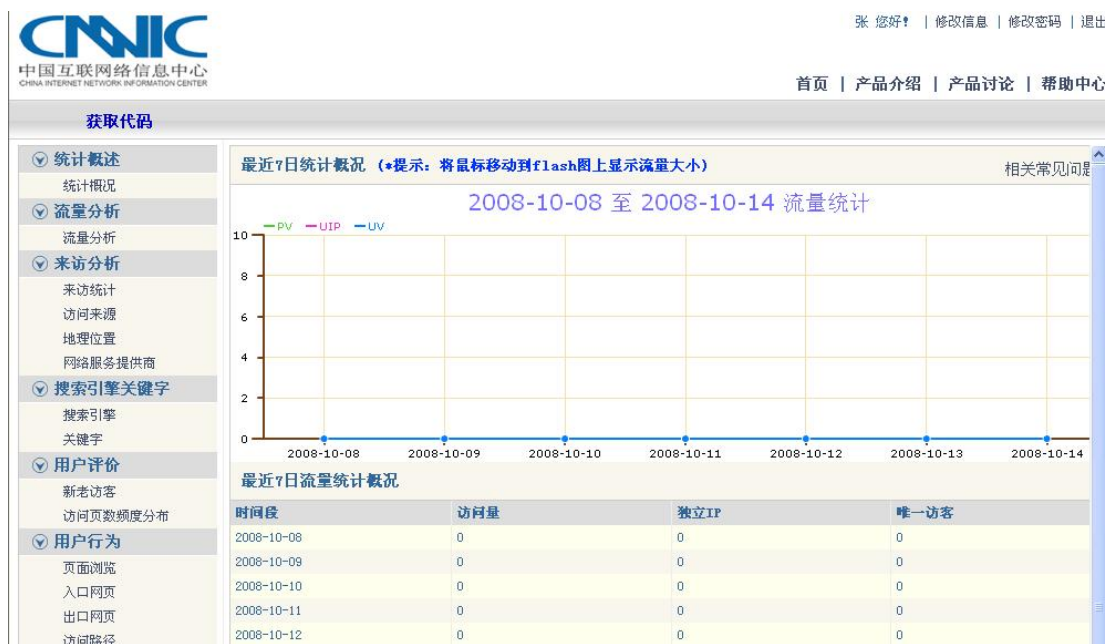 CNNIC
中国互联网络信息中心
CHINA INTERNET NETWORK INFORMATION CENTER
张 您好! | 修改信息 | 修改密码 | 退出
首页 | 产品介绍 | 产品讨论 | 帮助中心
获取代码
统计概述
统计概况
流量分析
流量分析
来访分析
来访统计
访问来源
地理位置
网络服务提供商
搜索引擎关键字
搜索引擎
关键字
用户评价
新老访客
访问页数频度分布
用户行为
页面浏览
入口网页
出口网页
访问路径
最近7日统计概况 (*提示: 将鼠标移动到flash图上显示流量大小)
相关常见问题
2008-10-08 至 2008-10-14 流量统计
PV UIP UV
10
8
6
4
2
0
2008-10-08 2008-10-09 2008-10-10 2008-10-11 2008-10-12 2008-10-13 2008-10-14
最近7日流量统计概况
时间段 访问量 独立IP 唯一访客
2008-10-08 0 0 0
2008-10-09 0 0 0
2008-10-10 0 0 0
2008-10-11 0 0 0
2008-10-12 0 0 0